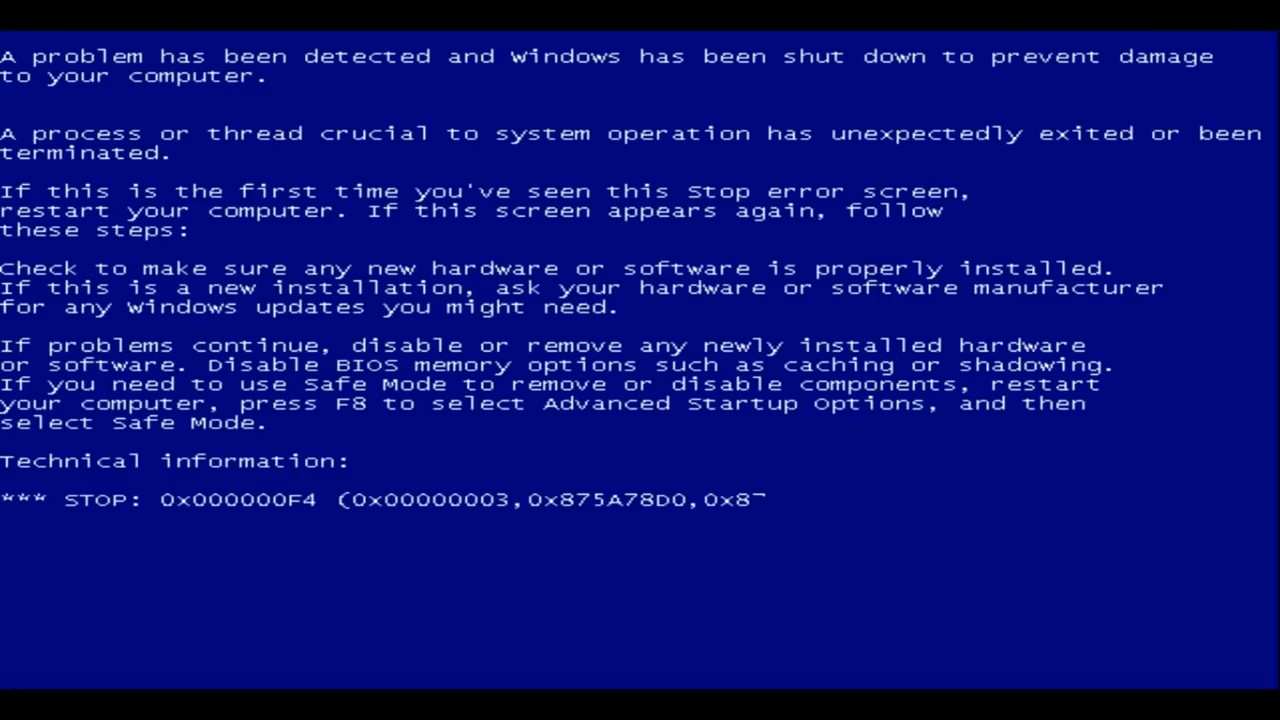 A problem has been detected and Windows has been shut down to prevent damage
to your computer.
A process or thread crucial to system operation has unexpectedly exited or been
terminated.
If this is the first time you've seen this Stop error screen,
restart your computer. If this screen appears again, follow
these steps:
Check to make sure any new hardware or software is properly installed.
If this is a new installation, ask your hardware or software manufacturer
for any Windows updates you might need.
If problems continue, disable or remove any newly installed hardware
or software. Disable BIOS memory options such as caching or shadowing.
If you need to use Safe Mode to remove or disable components, restart
your computer, press F8 to select Advanced Startup Options, and then
select Safe Mode.
Technical information:
*** STOP: 0x000000F4 (0x00000003,0x875A78D0,0x8